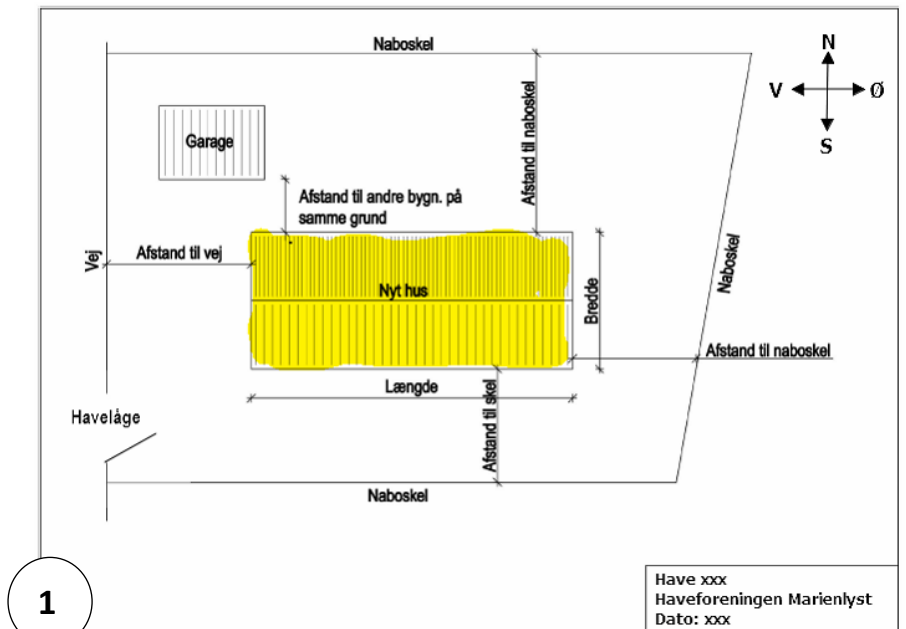 Naboskel
N
V
Ø
S
Garage
Afstand til naboskel
Afstand til andre bygn. på
samme grund
Vej
Afstand til vej
Nyt hus
Bredde
Naboskel
Afstand til naboskel
Længde
Afstand til skel
Havelåge
Naboskel
1
Have xxx
Haveforeningen Marienlyst
Dato: xxx